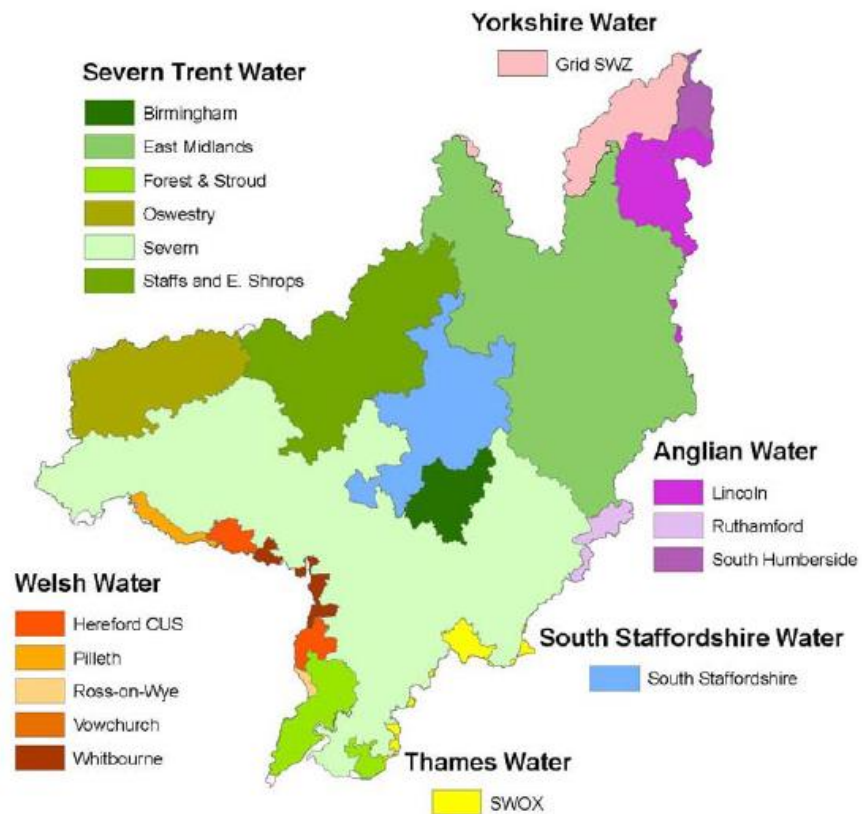 Yorkshire Water
Grid SWZ
Severn Trent Water
Birmingham
East Midlands
Forest & Stroud
Oswestry
Severn
Staffs and E. Shrops
Anglian Water
Lincoln
Ruthamford
South Humberside
Welsh Water
Hereford CUS
Pilleth
Ross-on-Wye
Vowchurch
Whitbourne
South Staffordshire Water
South Staffordshire
Thames Water
SWOX